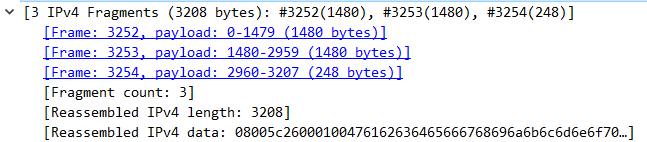 [3 IPv4 Fragments (3208 bytes): #3252(1480), #3253(1480), #3254(248)]
[Frame: 3252, payload: 0-1479 (1480 bytes)]
[Frame: 3253, payload: 1480-2959 (1480 bytes)]
[Frame: 3254, payload: 2960-3207 (248 bytes)]
[Fragment count: 3]
[Reassembled IPv4 length: 3208]
[Reassembled IPv4 data: 08005c26000100476162636465666768696a6b6c6d6e6f70…]